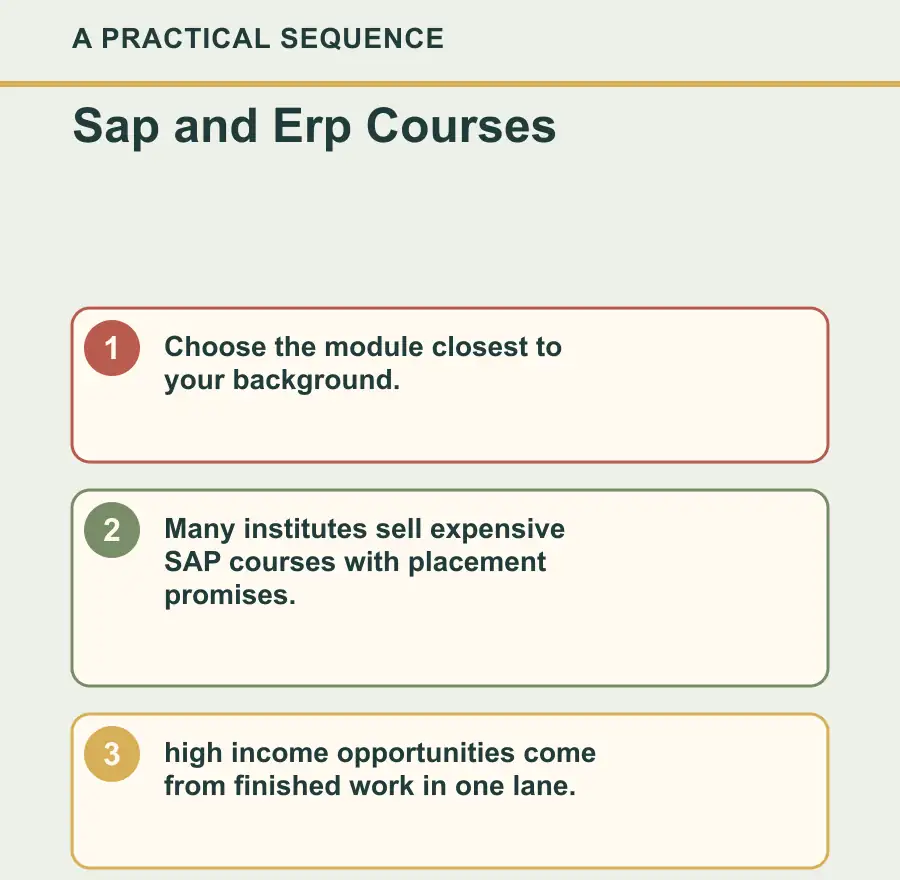 A PRACTICAL SEQUENCE
Sap and Erp Courses
1
Choose the module closest to
your background.
2
Many institutes sell expensive
SAP courses with placement
promises.
3
high income opportunities come
from finished work in one lane.